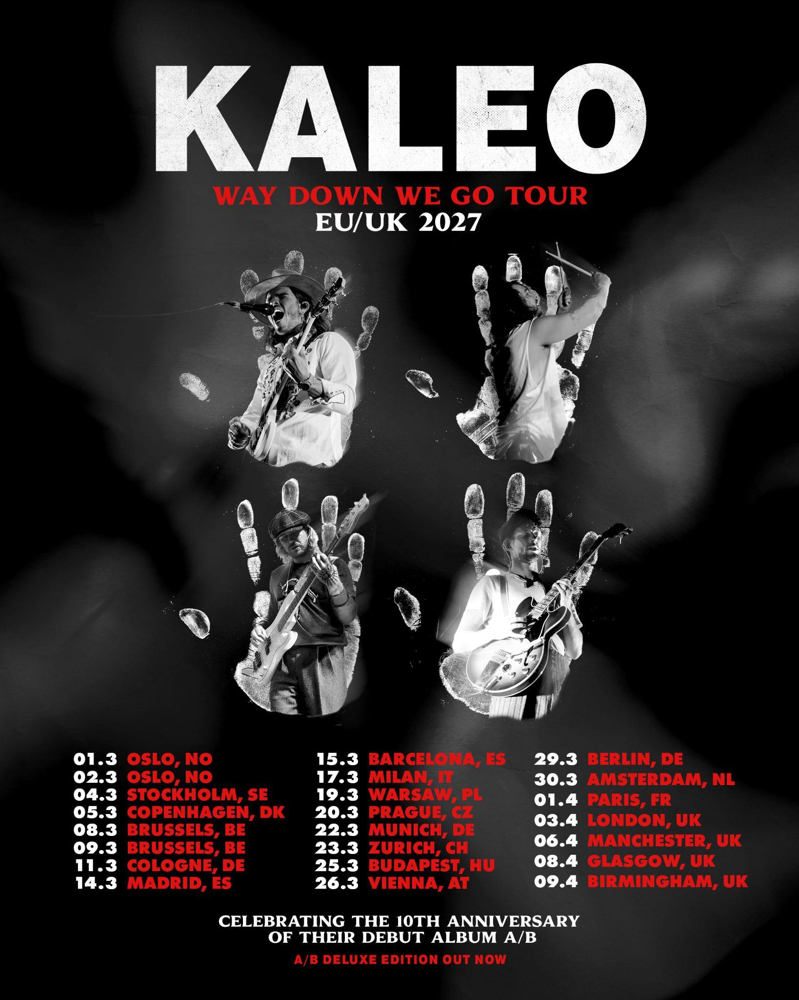 KALEO
WAY DOWN WE GO TOUR
EU/UK 2027
01.3 OSLO, NO
02.3 OSLO, NO
04.3 STOCKHOLM, SE
05.3 COPENHAGEN, DK
08.3 BRUSSELS, BE
09.3 BRUSSELS, BE
11.3 COLOGNE, DE
14.3 MADRID, ES
15.3 BARCELONA, ES
17.3 MILAN, IT
19.3 WARSAW, PL
20.3 PRAGUE, CZ
22.3 MUNICH, DE
23.3 ZURICH, CH
25.3 BUDAPEST, HU
26.3 VIENNA, AT
29.3 BERLIN, DE
30.3 AMSTERDAM, NL
01.4 PARIS, FR
03.4 LONDON, UK
06.4 MANCHESTER, UK
08.4 GLASGOW, UK
09.4 BIRMINGHAM, UK
CELEBRATING THE 10TH ANNIVERSARY
OF THEIR DEBUT ALBUM A/B
A/B DELUXE EDITION OUT NOW